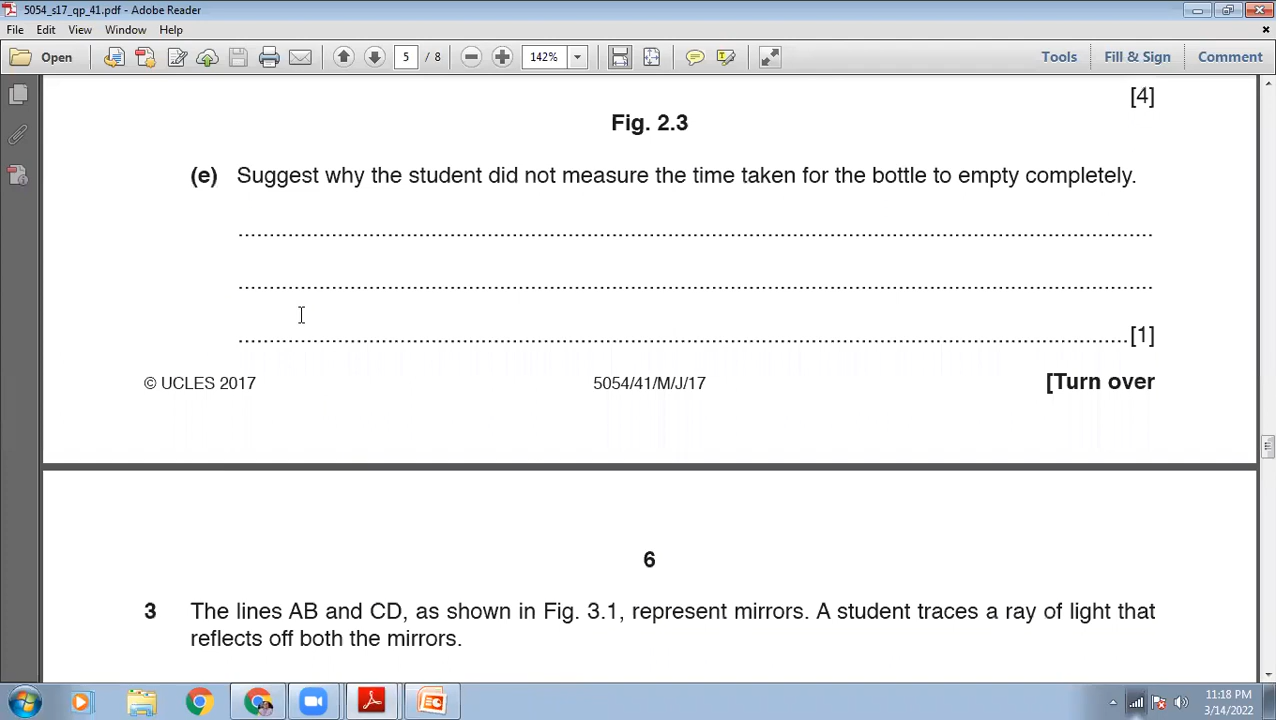 5054_s17_qp_41.pdf - Adobe Reader
File Edit View Window Help
Open 5 / 8 142% Tools Fill & Sign Comment
[4]
Fig. 2.3
(e) Suggest why the student did not measure the time taken for the bottle to empty completely.
..........................................................................................................................................................
..........................................................................................................................................................
......................................................................................................................................................[1]
© UCLES 2017 5054/41/M/J/17 [Turn over
6
3 The lines AB and CD, as shown in Fig. 3.1, represent mirrors. A student traces a ray of light that
reflects off both the mirrors.
11:18 PM
3/14/2022